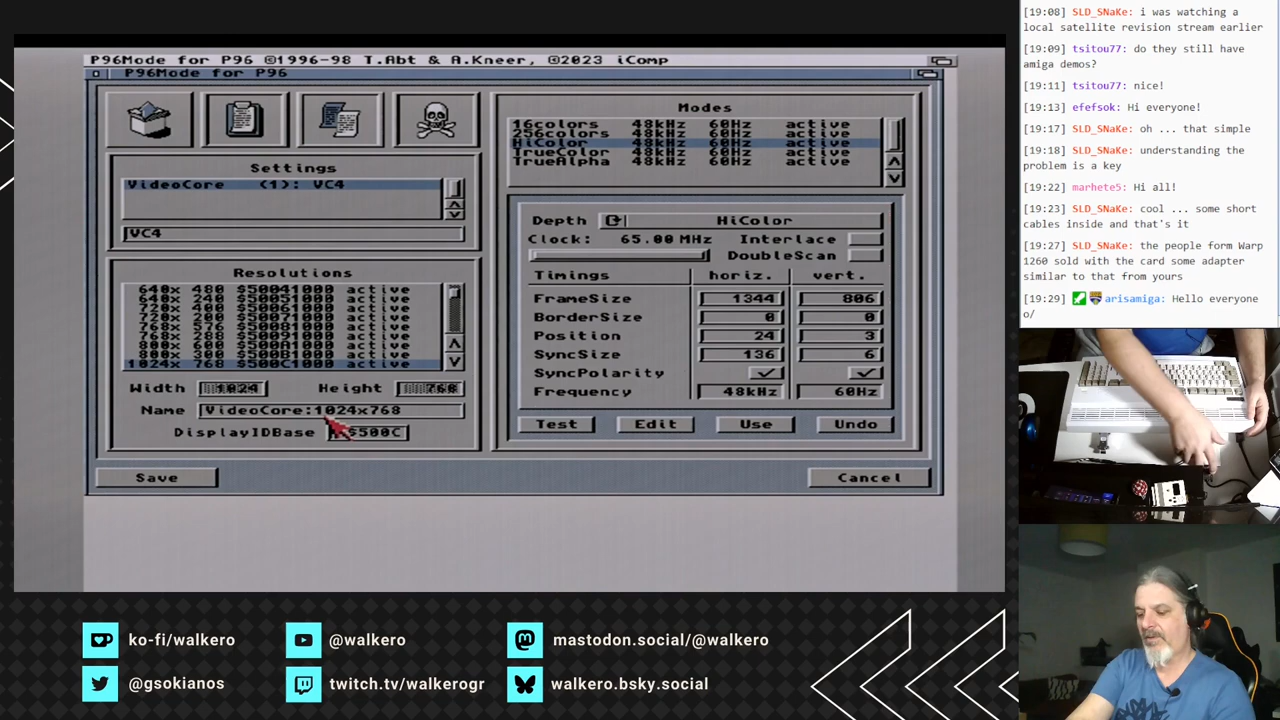 P96Mode for P96 ©1996-98 T.Abt & A.Kneer, ©2023 iComp
P96Mode for P96
Settings
VideoCore (1): VC4
VC4
Resolutions
640x 480 $50041000 active
640x 240 $50051000 active
720x 400 $50061000 active
720x 200 $50071000 active
768x 576 $50081000 active
768x 288 $50091000 active
800x 600 $500A1000 active
800x 300 $500B1000 active
1024x 768 $500C1000 active
Width 1024 Height 768
Name VideoCore:1024x768
DisplayIDBase $500C
Save
Modes
16colors 48kHz 60Hz active
256colors 48kHz 60Hz active
HiColor 48kHz 60Hz active
TrueColor 48kHz 60Hz active
TrueAlpha 48kHz 60Hz active
Depth HiColor
Clock: 65.00 MHz Interlace
DoubleScan
Timings horiz. vert.
FrameSize 1344 806
BorderSize 0 0
Position 24 3
SyncSize 136 6
SyncPolarity
Frequency 48kHz 60Hz
Test Edit Use Undo
Cancel
[19:08] SLD_SNaKe: i was watching a
local satellite revision stream earlier
[19:09] tsitou77: do they still have
amiga demos?
[19:11] tsitou77: nice!
[19:13] efefsok: Hi everyone!
[19:17] SLD_SNaKe: oh ... that simple
[19:18] SLD_SNaKe: understanding the
problem is a key
[19:22] marhete5: Hi all!
[19:23] SLD_SNaKe: cool ... some short
cables inside and that's it
[19:27] SLD_SNaKe: the people form Warp
1260 sold with the card some adapter
similar to that from yours
[19:29] arisamiga: Hello everyone
o/
ko-fi/walkero
@walkero
mastodon.social/@walkero
@gsokianos
twitch.tv/walkerogr
walkero.bsky.social